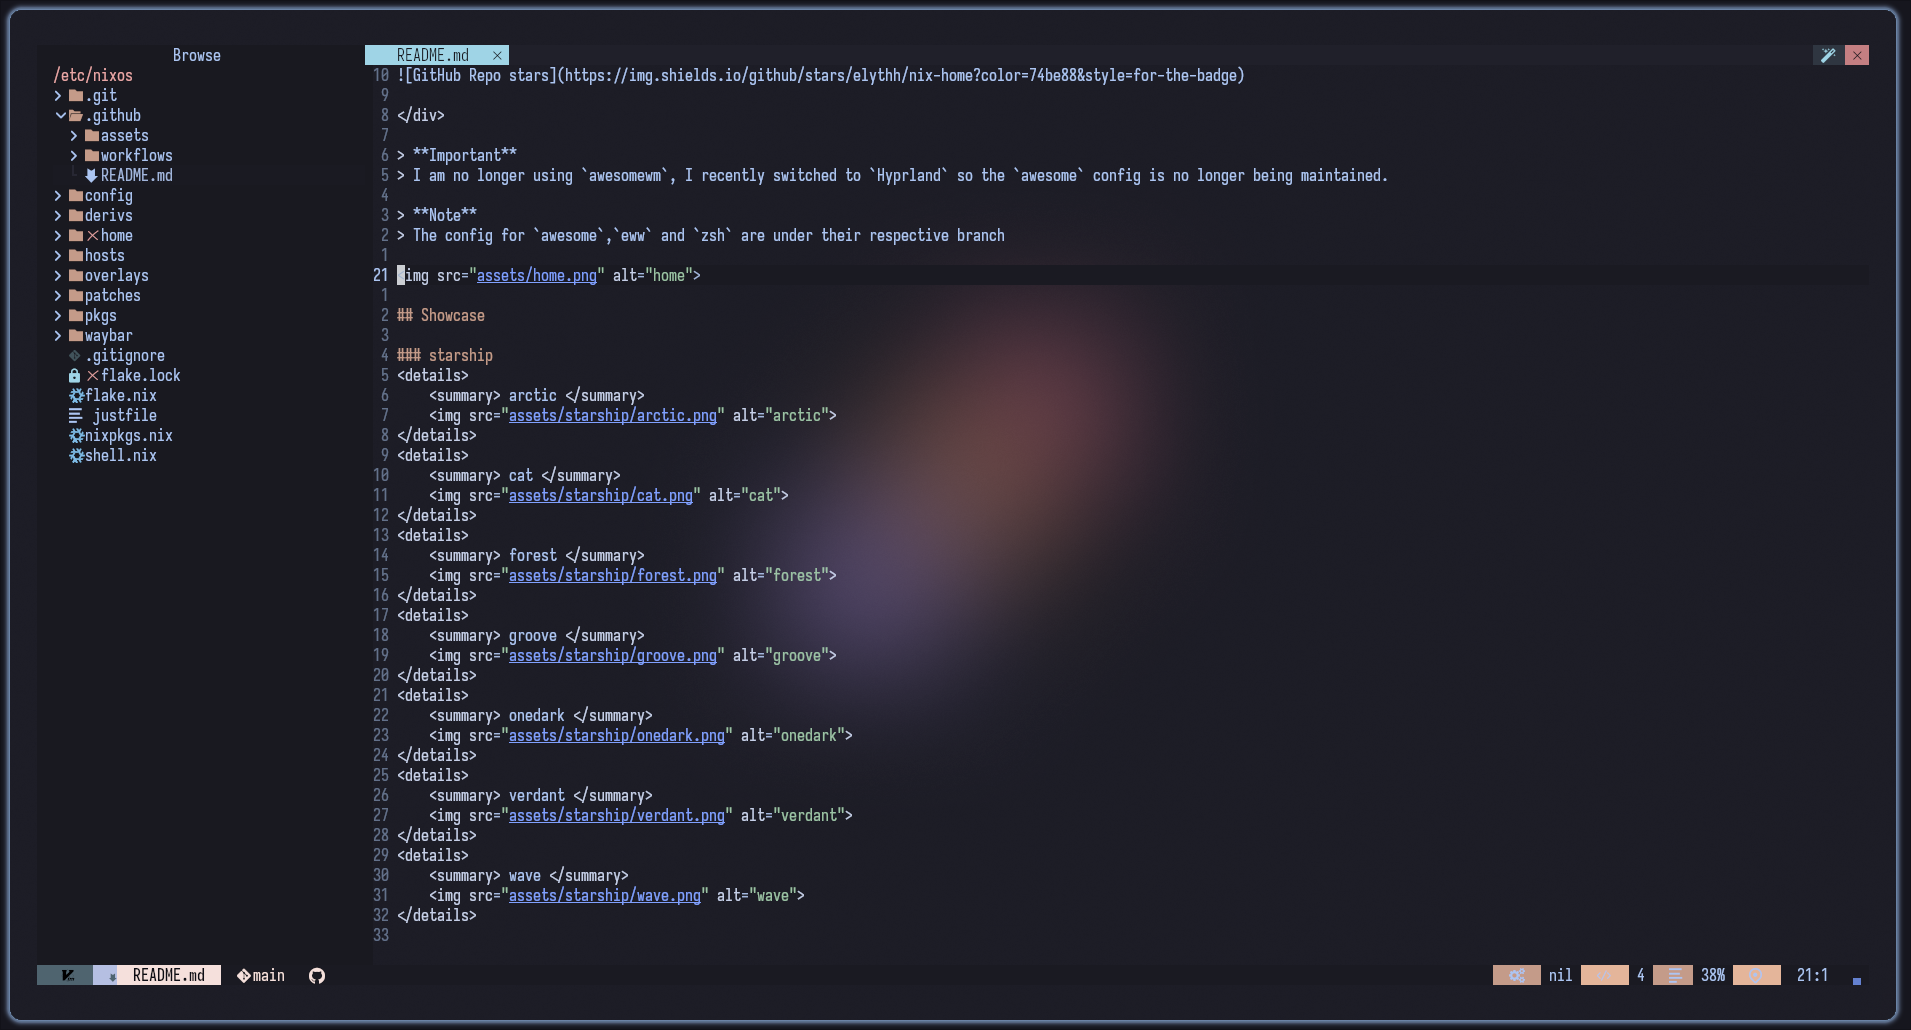 Browse
/etc/nixos
.git
.github
assets
workflows
README.md
config
derivs
home
hosts
overlays
patches
pkgs
waybar
.gitignore
flake.lock
flake.nix
justfile
nixpkgs.nix
shell.nix
README.md ×
10 ![GitHub Repo stars](https://img.shields.io/github/stars/elythh/nix-home?color=74be88&style=for-the-badge)
9
8 </div>
7
6 > **Important**
5 > I am no longer using `awesomewm`, I recently switched to `Hyprland` so the `awesome` config is no longer being maintained.
4
3 > **Note**
2 > The config for `awesome`,`eww` and `zsh` are under their respective branch
1
21 <img src="assets/home.png" alt="home">
1
2 ## Showcase
3
4 ### starship
5 <details>
6     <summary> arctic </summary>
7     <img src="assets/starship/arctic.png" alt="arctic">
8 </details>
9 <details>
10     <summary> cat </summary>
11     <img src="assets/starship/cat.png" alt="cat">
12 </details>
13 <details>
14     <summary> forest </summary>
15     <img src="assets/starship/forest.png" alt="forest">
16 </details>
17 <details>
18     <summary> groove </summary>
19     <img src="assets/starship/groove.png" alt="groove">
20 </details>
21 <details>
22     <summary> onedark </summary>
23     <img src="assets/starship/onedark.png" alt="onedark">
24 </details>
25 <details>
26     <summary> verdant </summary>
27     <img src="assets/starship/verdant.png" alt="verdant">
28 </details>
29 <details>
30     <summary> wave </summary>
31     <img src="assets/starship/wave.png" alt="wave">
32 </details>
33
README.md main nil 4 38% 21:1